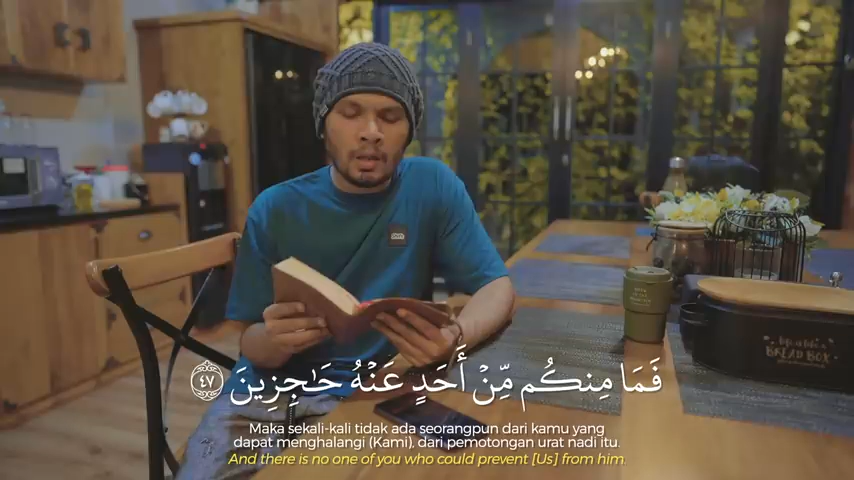 BREAD BOX
فَمَا مِنكُم مِّنْ أَحَدٍ عَنْهُ حَـٰجِزِينَ ٤٧
Maka sekali-kali tidak ada seorangpun dari kamu yang
dapat menghalangi (Kami), dari pemotongan urat nadi itu.
And there is no one of you who could prevent [Us] from him.